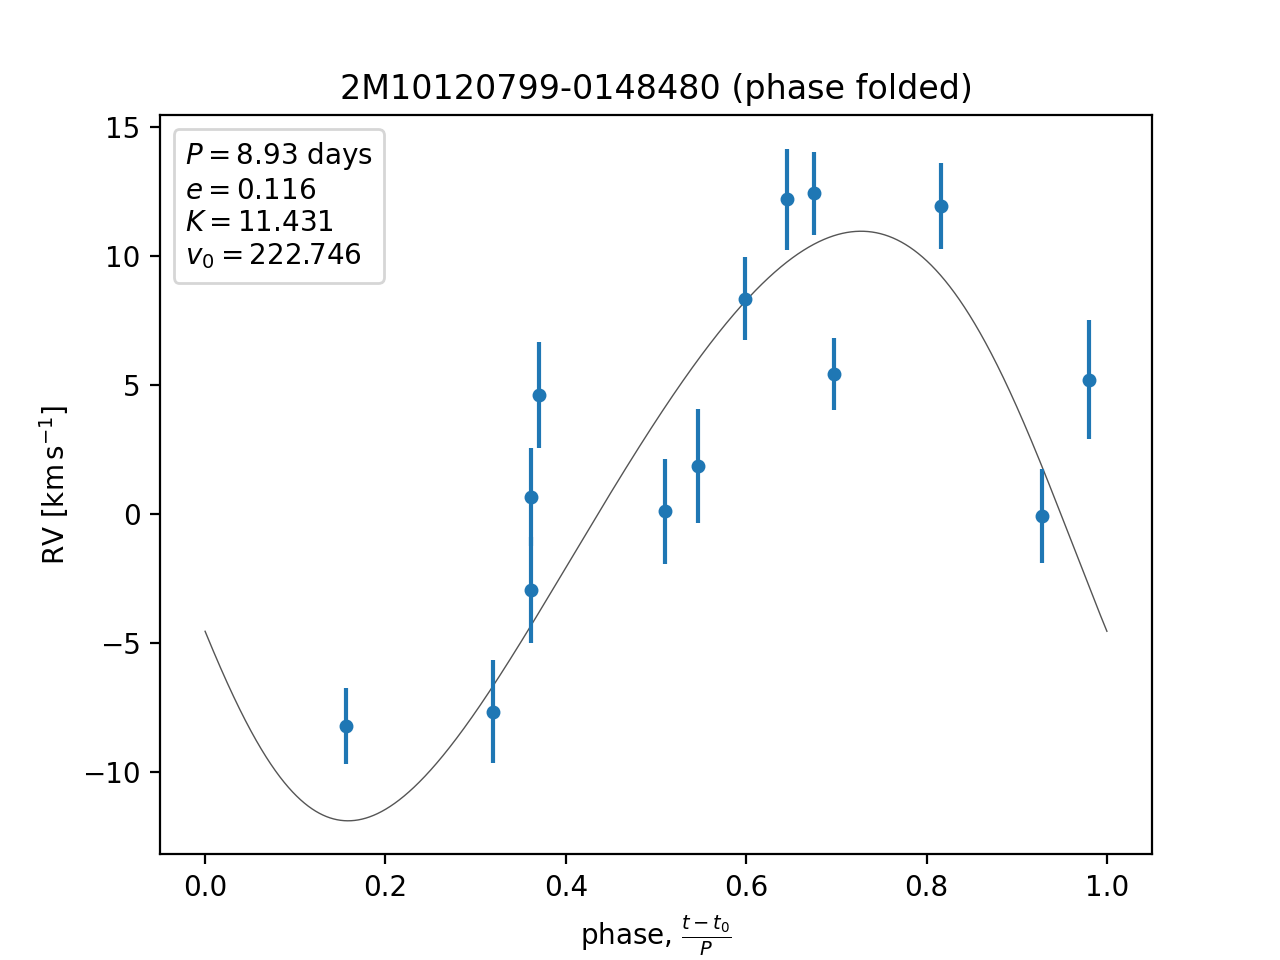 2M10120799-0148480 (phase folded)
P = 8.93 days
e = 0.116
K = 11.431
v₀ = 222.746
15
10
5
0
−5
−10
RV [km s⁻¹]
0.0 0.2 0.4 0.6 0.8 1.0
phase, (t − t₀)/P